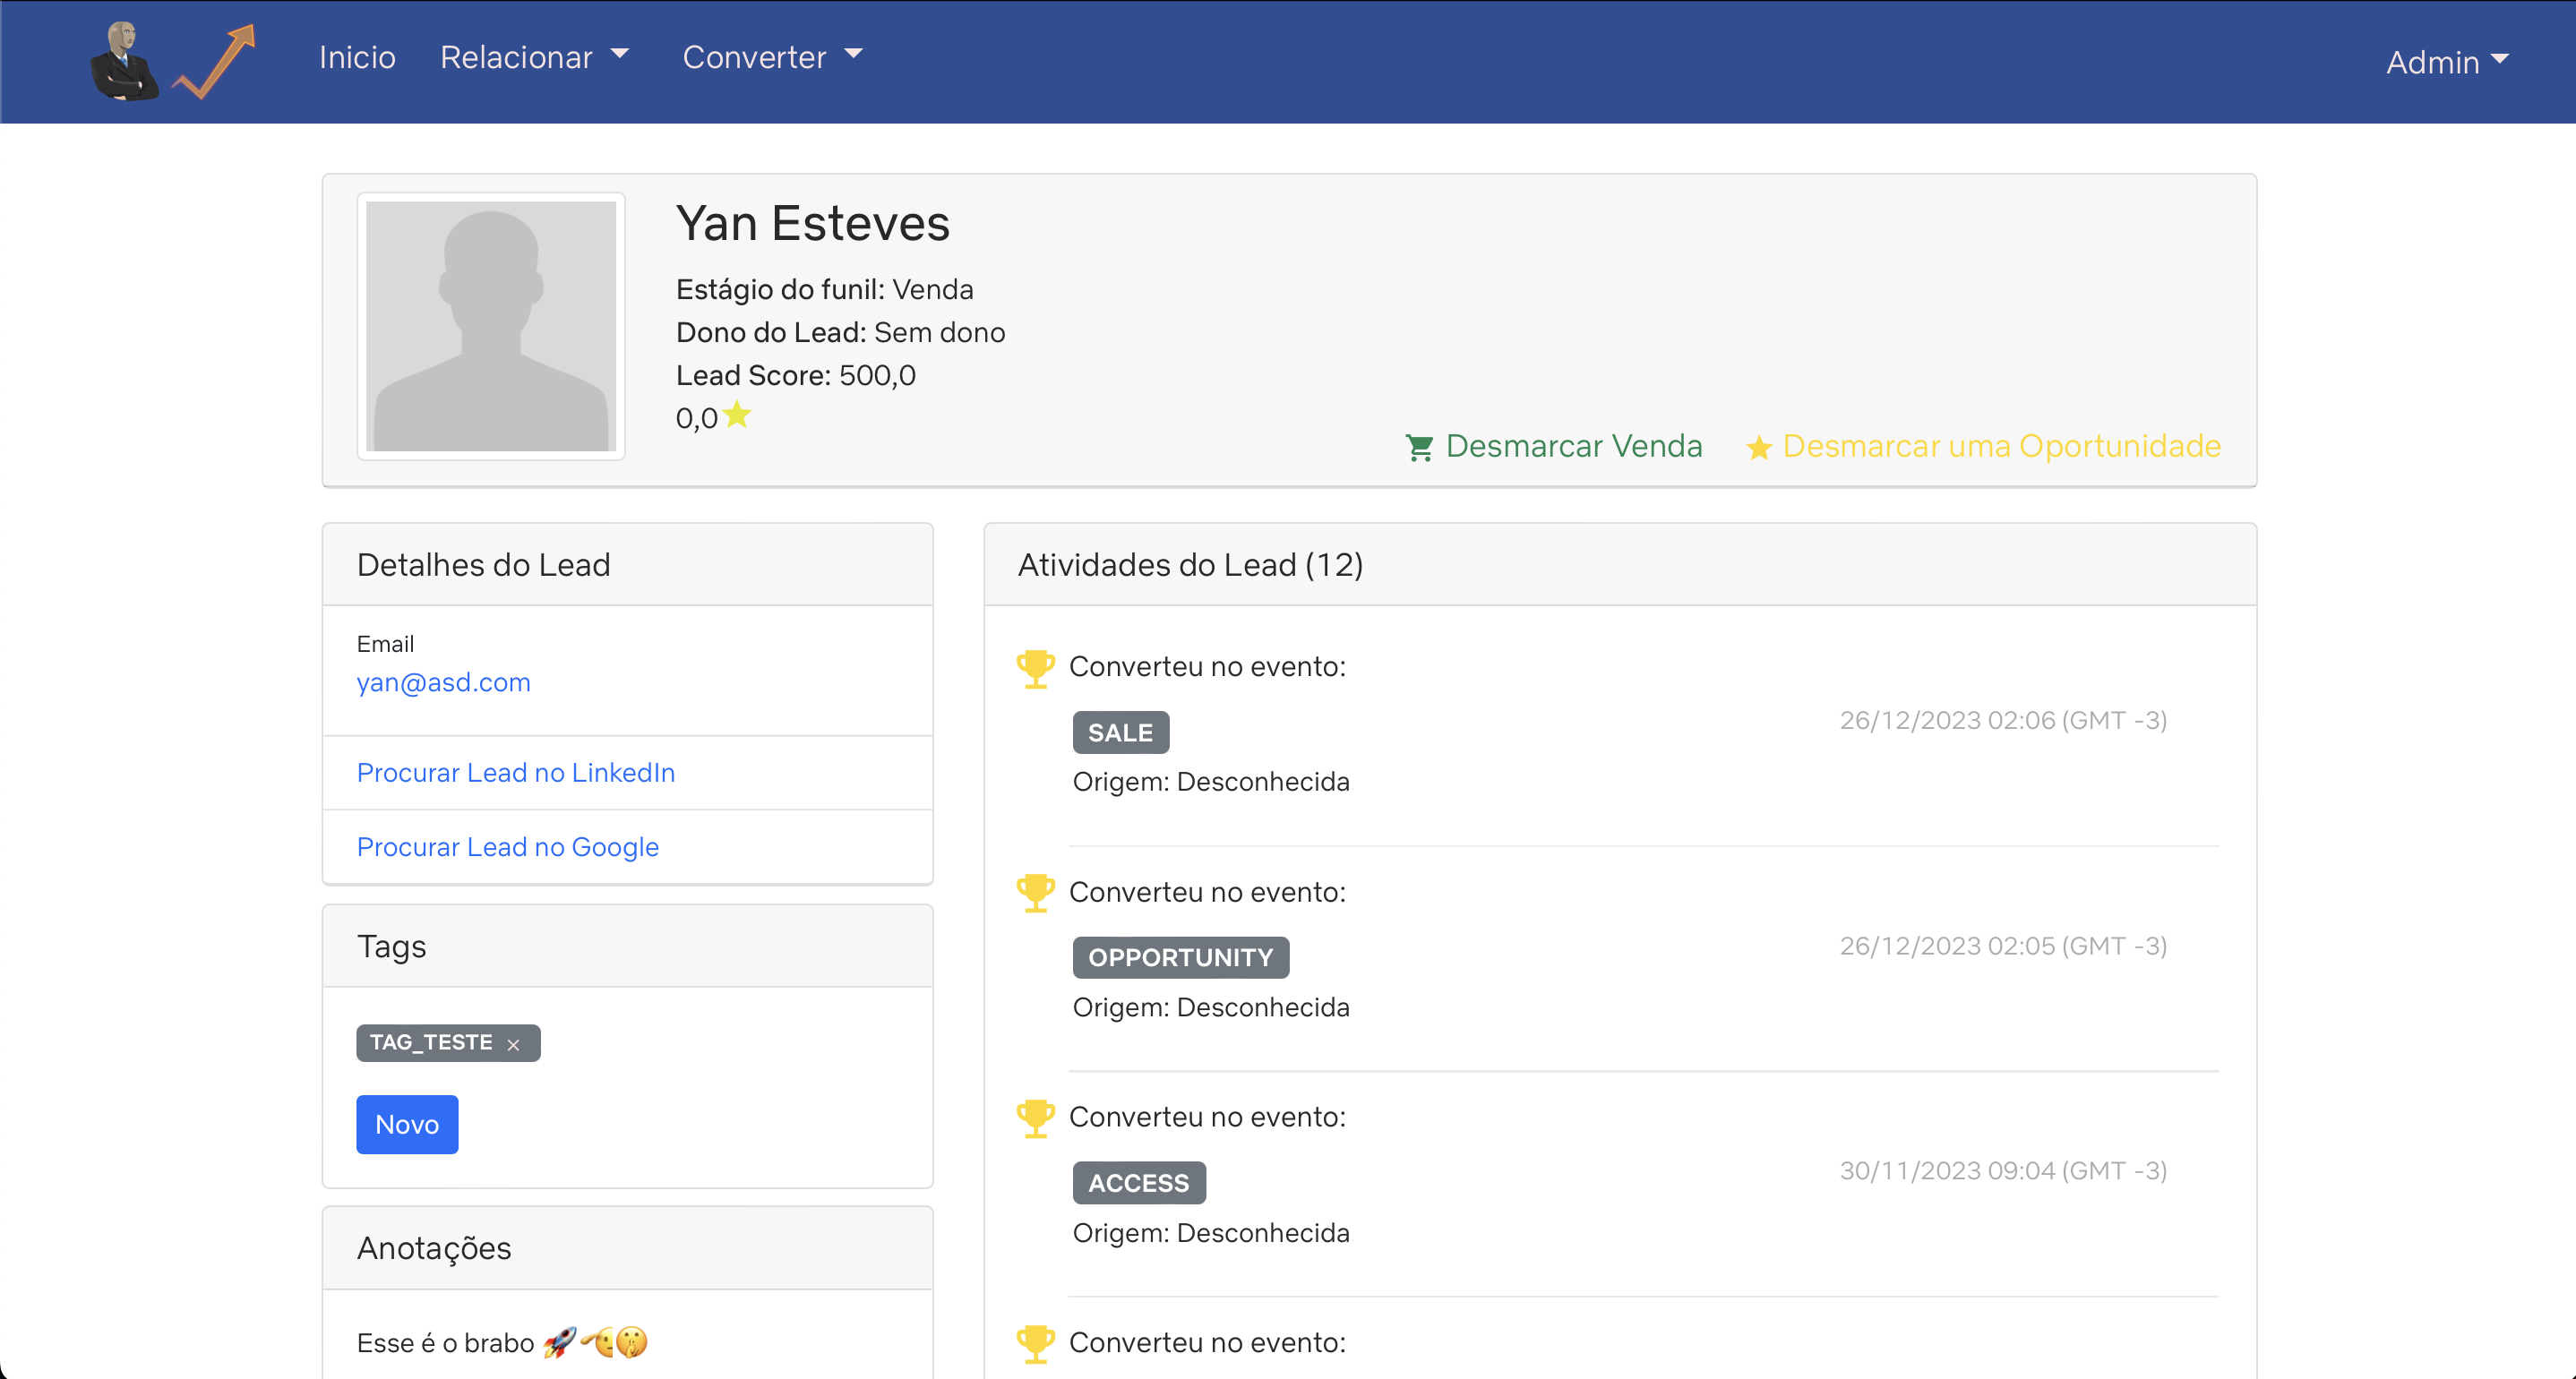 Inicio
Relacionar
Converter
Admin
Yan Esteves
Estágio do funil: Venda
Dono do Lead: Sem dono
Lead Score: 500,0
0,0
Desmarcar Venda
Desmarcar uma Oportunidade
Detalhes do Lead
Email
yan@asd.com
Procurar Lead no LinkedIn
Procurar Lead no Google
Tags
TAG_TESTE ×
Novo
Anotações
Esse é o brabo 🚀🫵🤫
Atividades do Lead (12)
Converteu no evento:
SALE
26/12/2023 02:06 (GMT -3)
Origem: Desconhecida
Converteu no evento:
OPPORTUNITY
26/12/2023 02:05 (GMT -3)
Origem: Desconhecida
Converteu no evento:
ACCESS
30/11/2023 09:04 (GMT -3)
Origem: Desconhecida
Converteu no evento: